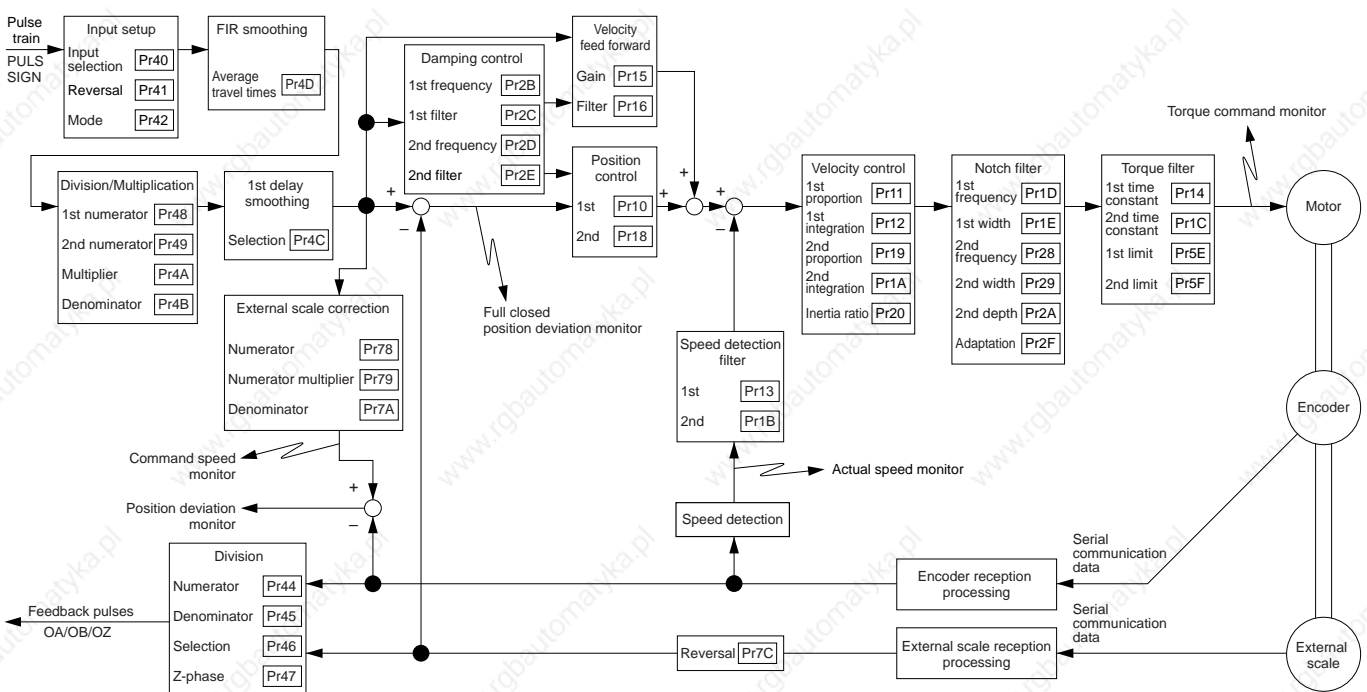 Pulse
train
PULS
SIGN
Input setup
Input
selection Pr40
Reversal Pr41
Mode Pr42
FIR smoothing
Average
travel times Pr4D
Damping control
1st frequency Pr2B
1st filter Pr2C
2nd frequency Pr2D
2nd filter Pr2E
Velocity
feed forward
Gain Pr15
Filter Pr16
Torque command monitor
Division/Multiplication
1st numerator Pr48
2nd numerator Pr49
Multiplier Pr4A
Denominator Pr4B
1st delay
smoothing
Selection Pr4C
+
–
Position
control
1st Pr10
2nd Pr18
+
+
+
–
Velocity control
1st
proportion Pr11
1st
integration Pr12
2nd
proportion Pr19
2nd
integration Pr1A
Inertia ratio Pr20
Notch filter
1st
frequency Pr1D
1st width Pr1E
2nd
frequency Pr28
2nd width Pr29
2nd depth Pr2A
Adaptation Pr2F
Torque filter
1st time
constant Pr14
2nd time
constant Pr1C
1st limit Pr5E
2nd limit Pr5F
Motor
External scale correction
Numerator Pr78
Numerator multiplier Pr79
Denominator Pr7A
Full closed
position deviation monitor
Speed detection
filter
1st Pr13
2nd Pr1B
Encoder
Command speed
monitor
Actual speed monitor
+
–
Position deviation
monitor
Speed detection
Division
Numerator Pr44
Denominator Pr45
Selection Pr46
Z-phase Pr47
Feedback pulses
OA/OB/OZ
Encoder reception
processing
Serial
communication
data
Reversal Pr7C
External scale reception
processing
Serial
communication
data
External
scale
www.rgbautomatyka.pl